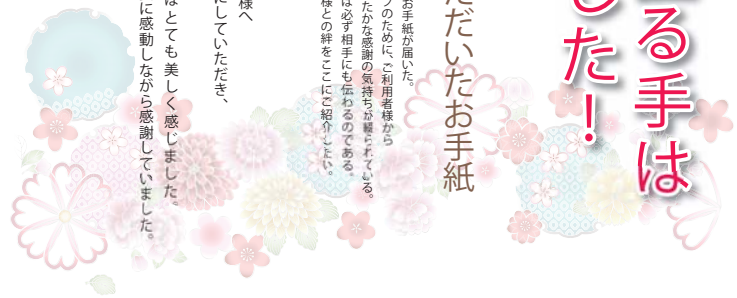 る手は
した！
ただいたお手紙
お手紙が届いた。
のために、ご利用者様から
たかな感謝の気持ちが綴られている。
は必ず相手にも伝わるのである。
様との絆をここにご紹介したい。
様へ
にしていただき、
はとても美しく感じました。
に感動しながら感謝していました。